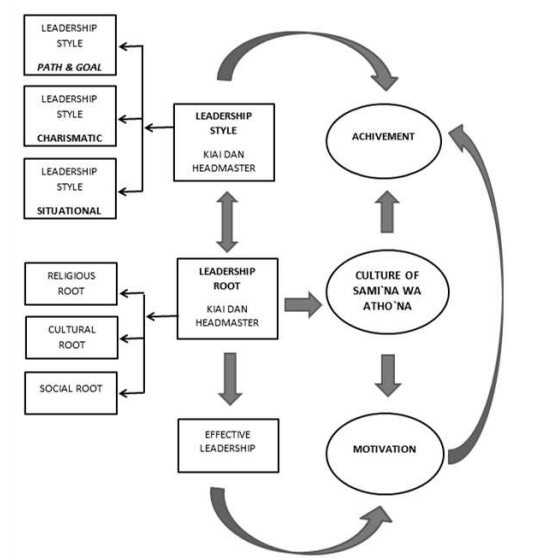 LEADERSHIP
STYLE
PATH & GOAL
LEADERSHIP
STYLE
CHARISMATIC
LEADERSHIP
STYLE
SITUATIONAL
LEADERSHIP
STYLE
KIAI DAN
HEADMASTER
ACHIVEMENT
RELIGIOUS
ROOT
CULTURAL
ROOT
SOCIAL ROOT
LEADERSHIP
ROOT
KIAI DAN
HEADMASTER
CULTURE OF
SAMI`NA WA
ATHO`NA
EFFECTIVE
LEADERSHIP
MOTIVATION